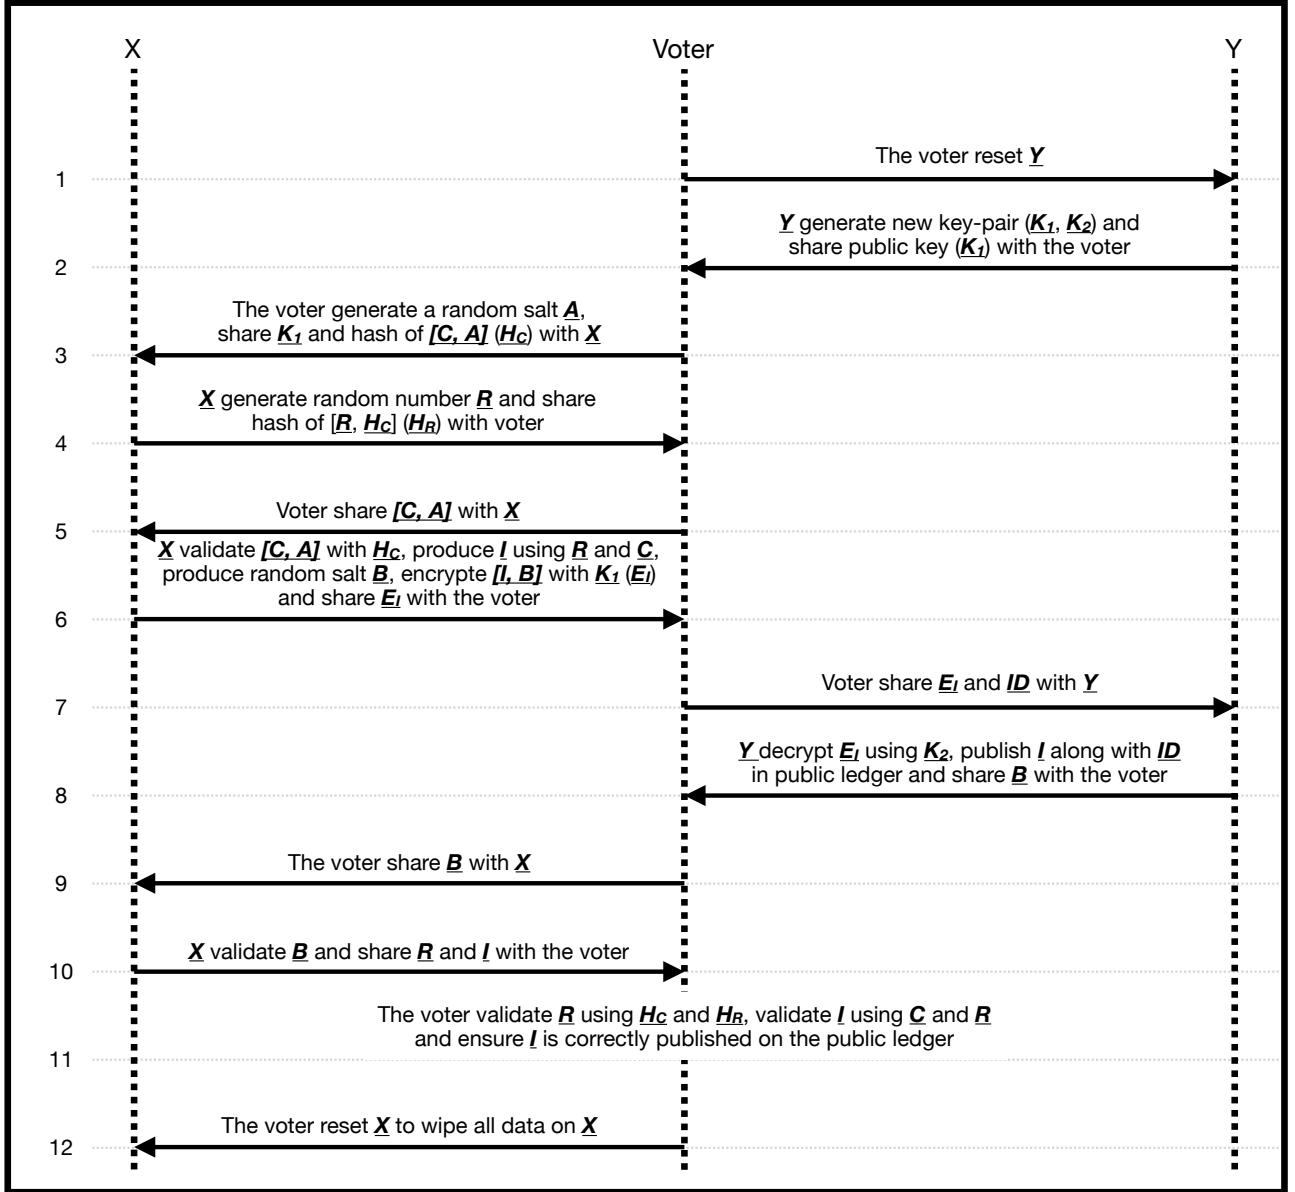 X Voter Y
The voter reset Y
1
Y generate new key-pair (K1, K2) and
share public key (K1) with the voter
2
The voter generate a random salt A,
share K1 and hash of [C, A] (HC) with X
3
X generate random number R and share
hash of [R, HC] (HR) with voter
4
Voter share [C, A] with X
5
X validate [C, A] with HC, produce I using R and C,
produce random salt B, encrypte [I, B] with K1 (EI)
and share EI with the voter
6
Voter share EI and ID with Y
7
Y decrypt EI using K2, publish I along with ID
in public ledger and share B with the voter
8
The voter share B with X
9
X validate B and share R and I with the voter
10
The voter validate R using HC and HR, validate I using C and R
and ensure I is correctly published on the public ledger
11
The voter reset X to wipe all data on X
12